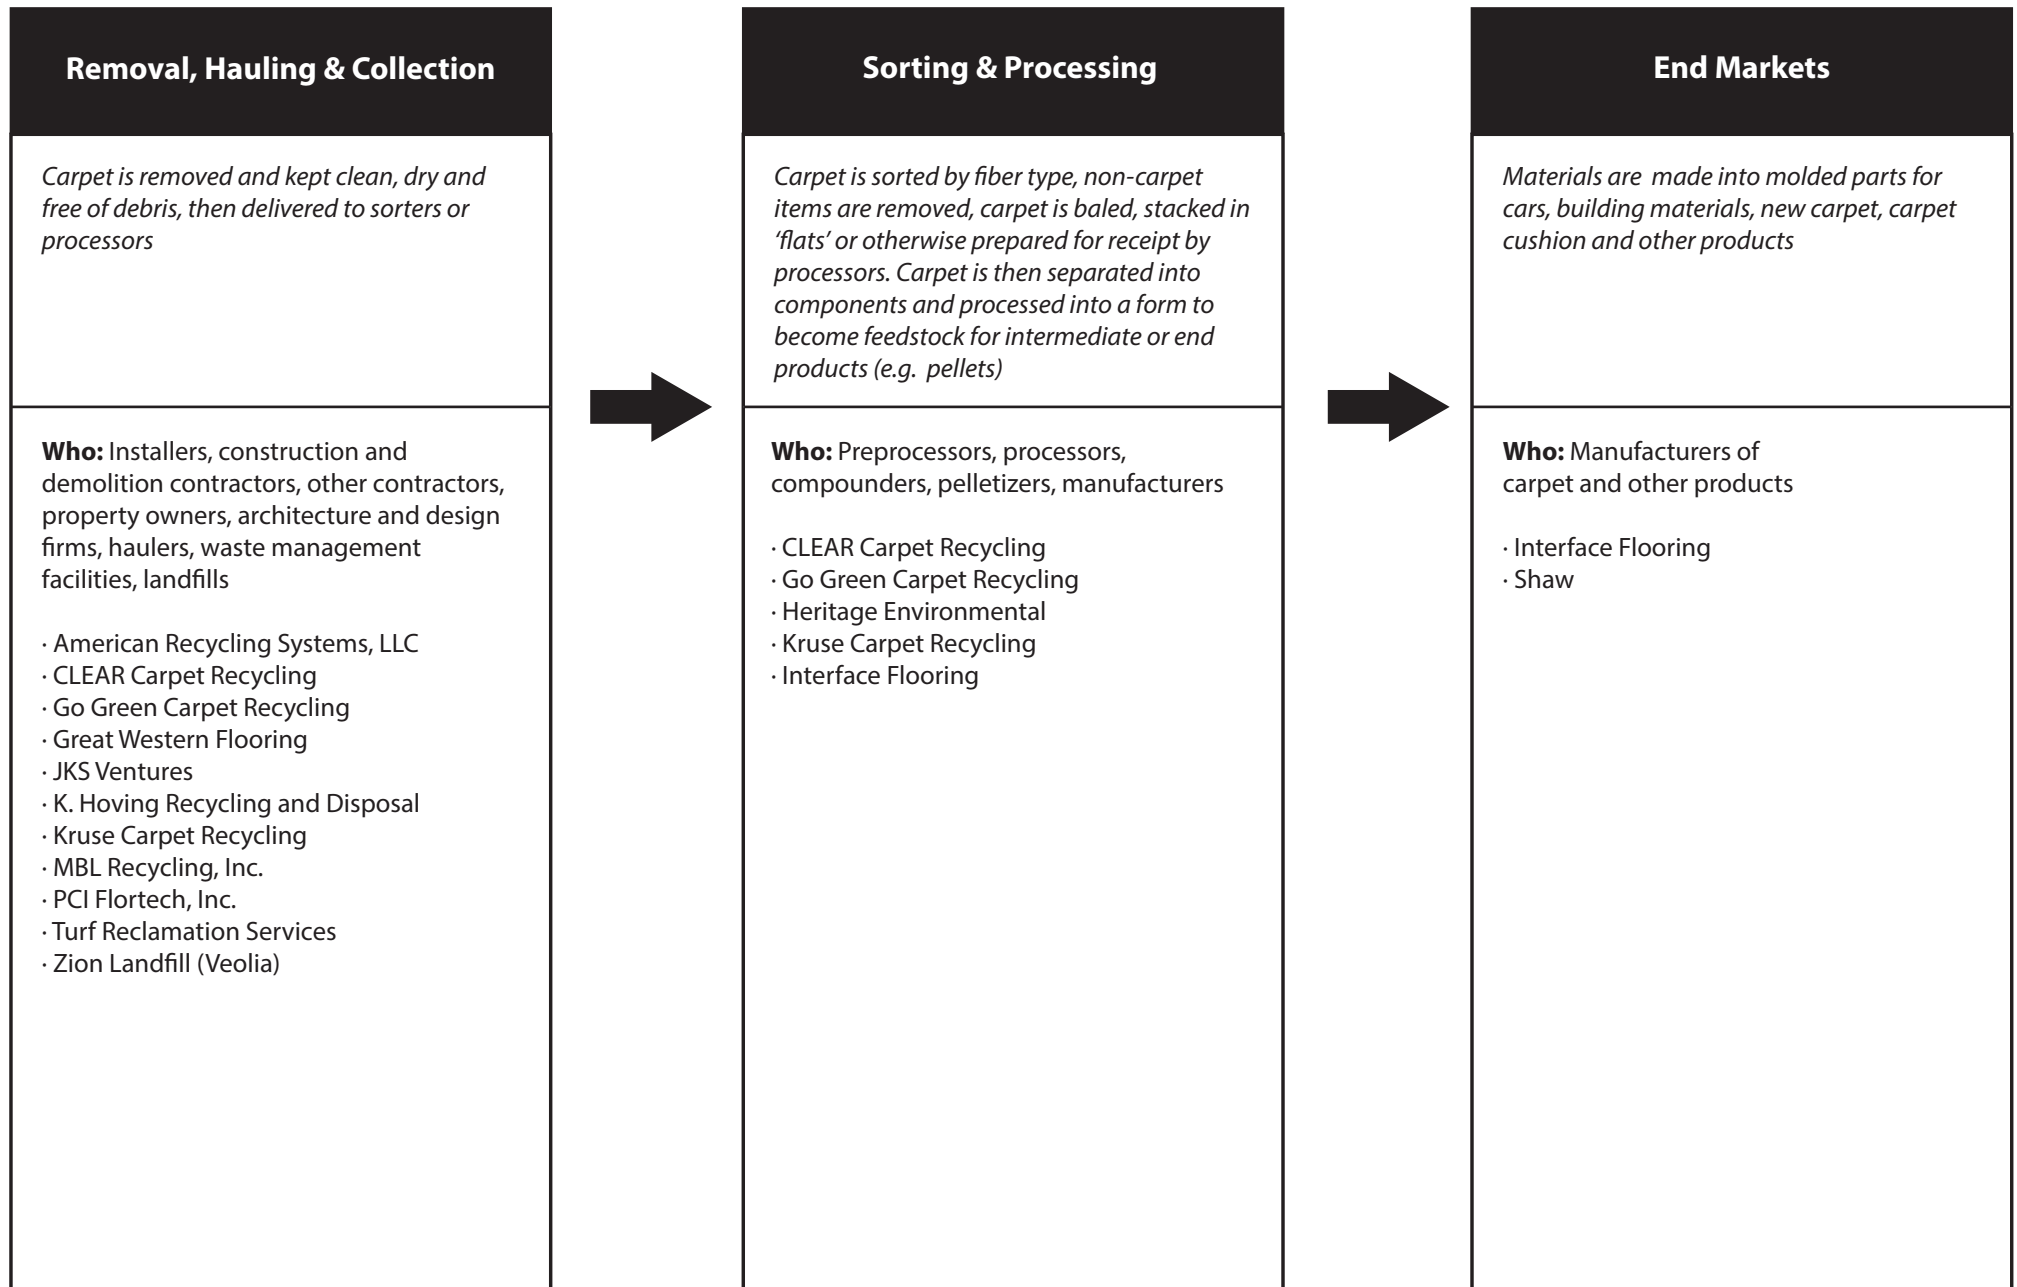 Removal, Hauling & Collection
Carpet is removed and kept clean, dry and
free of debris, then delivered to sorters or
processors
Who: Installers, construction and
demolition contractors, other contractors,
property owners, architecture and design
firms, haulers, waste management
facilities, landfills
· American Recycling Systems, LLC
· CLEAR Carpet Recycling
· Go Green Carpet Recycling
· Great Western Flooring
· JKS Ventures
· K. Hoving Recycling and Disposal
· Kruse Carpet Recycling
· MBL Recycling, Inc.
· PCI Flortech, Inc.
· Turf Reclamation Services
· Zion Landfill (Veolia)
Sorting & Processing
Carpet is sorted by fiber type, non-carpet
items are removed, carpet is baled, stacked in
‘flats’ or otherwise prepared for receipt by
processors. Carpet is then separated into
components and processed into a form to
become feedstock for intermediate or end
products (e.g. pellets)
Who: Preprocessors, processors,
compounders, pelletizers, manufacturers
· CLEAR Carpet Recycling
· Go Green Carpet Recycling
· Heritage Environmental
· Kruse Carpet Recycling
· Interface Flooring
End Markets
Materials are made into molded parts for
cars, building materials, new carpet, carpet
cushion and other products
Who: Manufacturers of
carpet and other products
· Interface Flooring
· Shaw